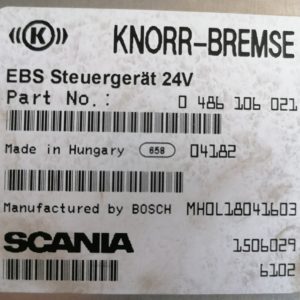 ((K)) KNORR-BREMSE
EBS Steuergerät 24V
Part No.: 0 486 106 021
Made in Hungary 658 04182
Manufactured by BOSCH MHOL18041603
SCANIA 1506029
6102